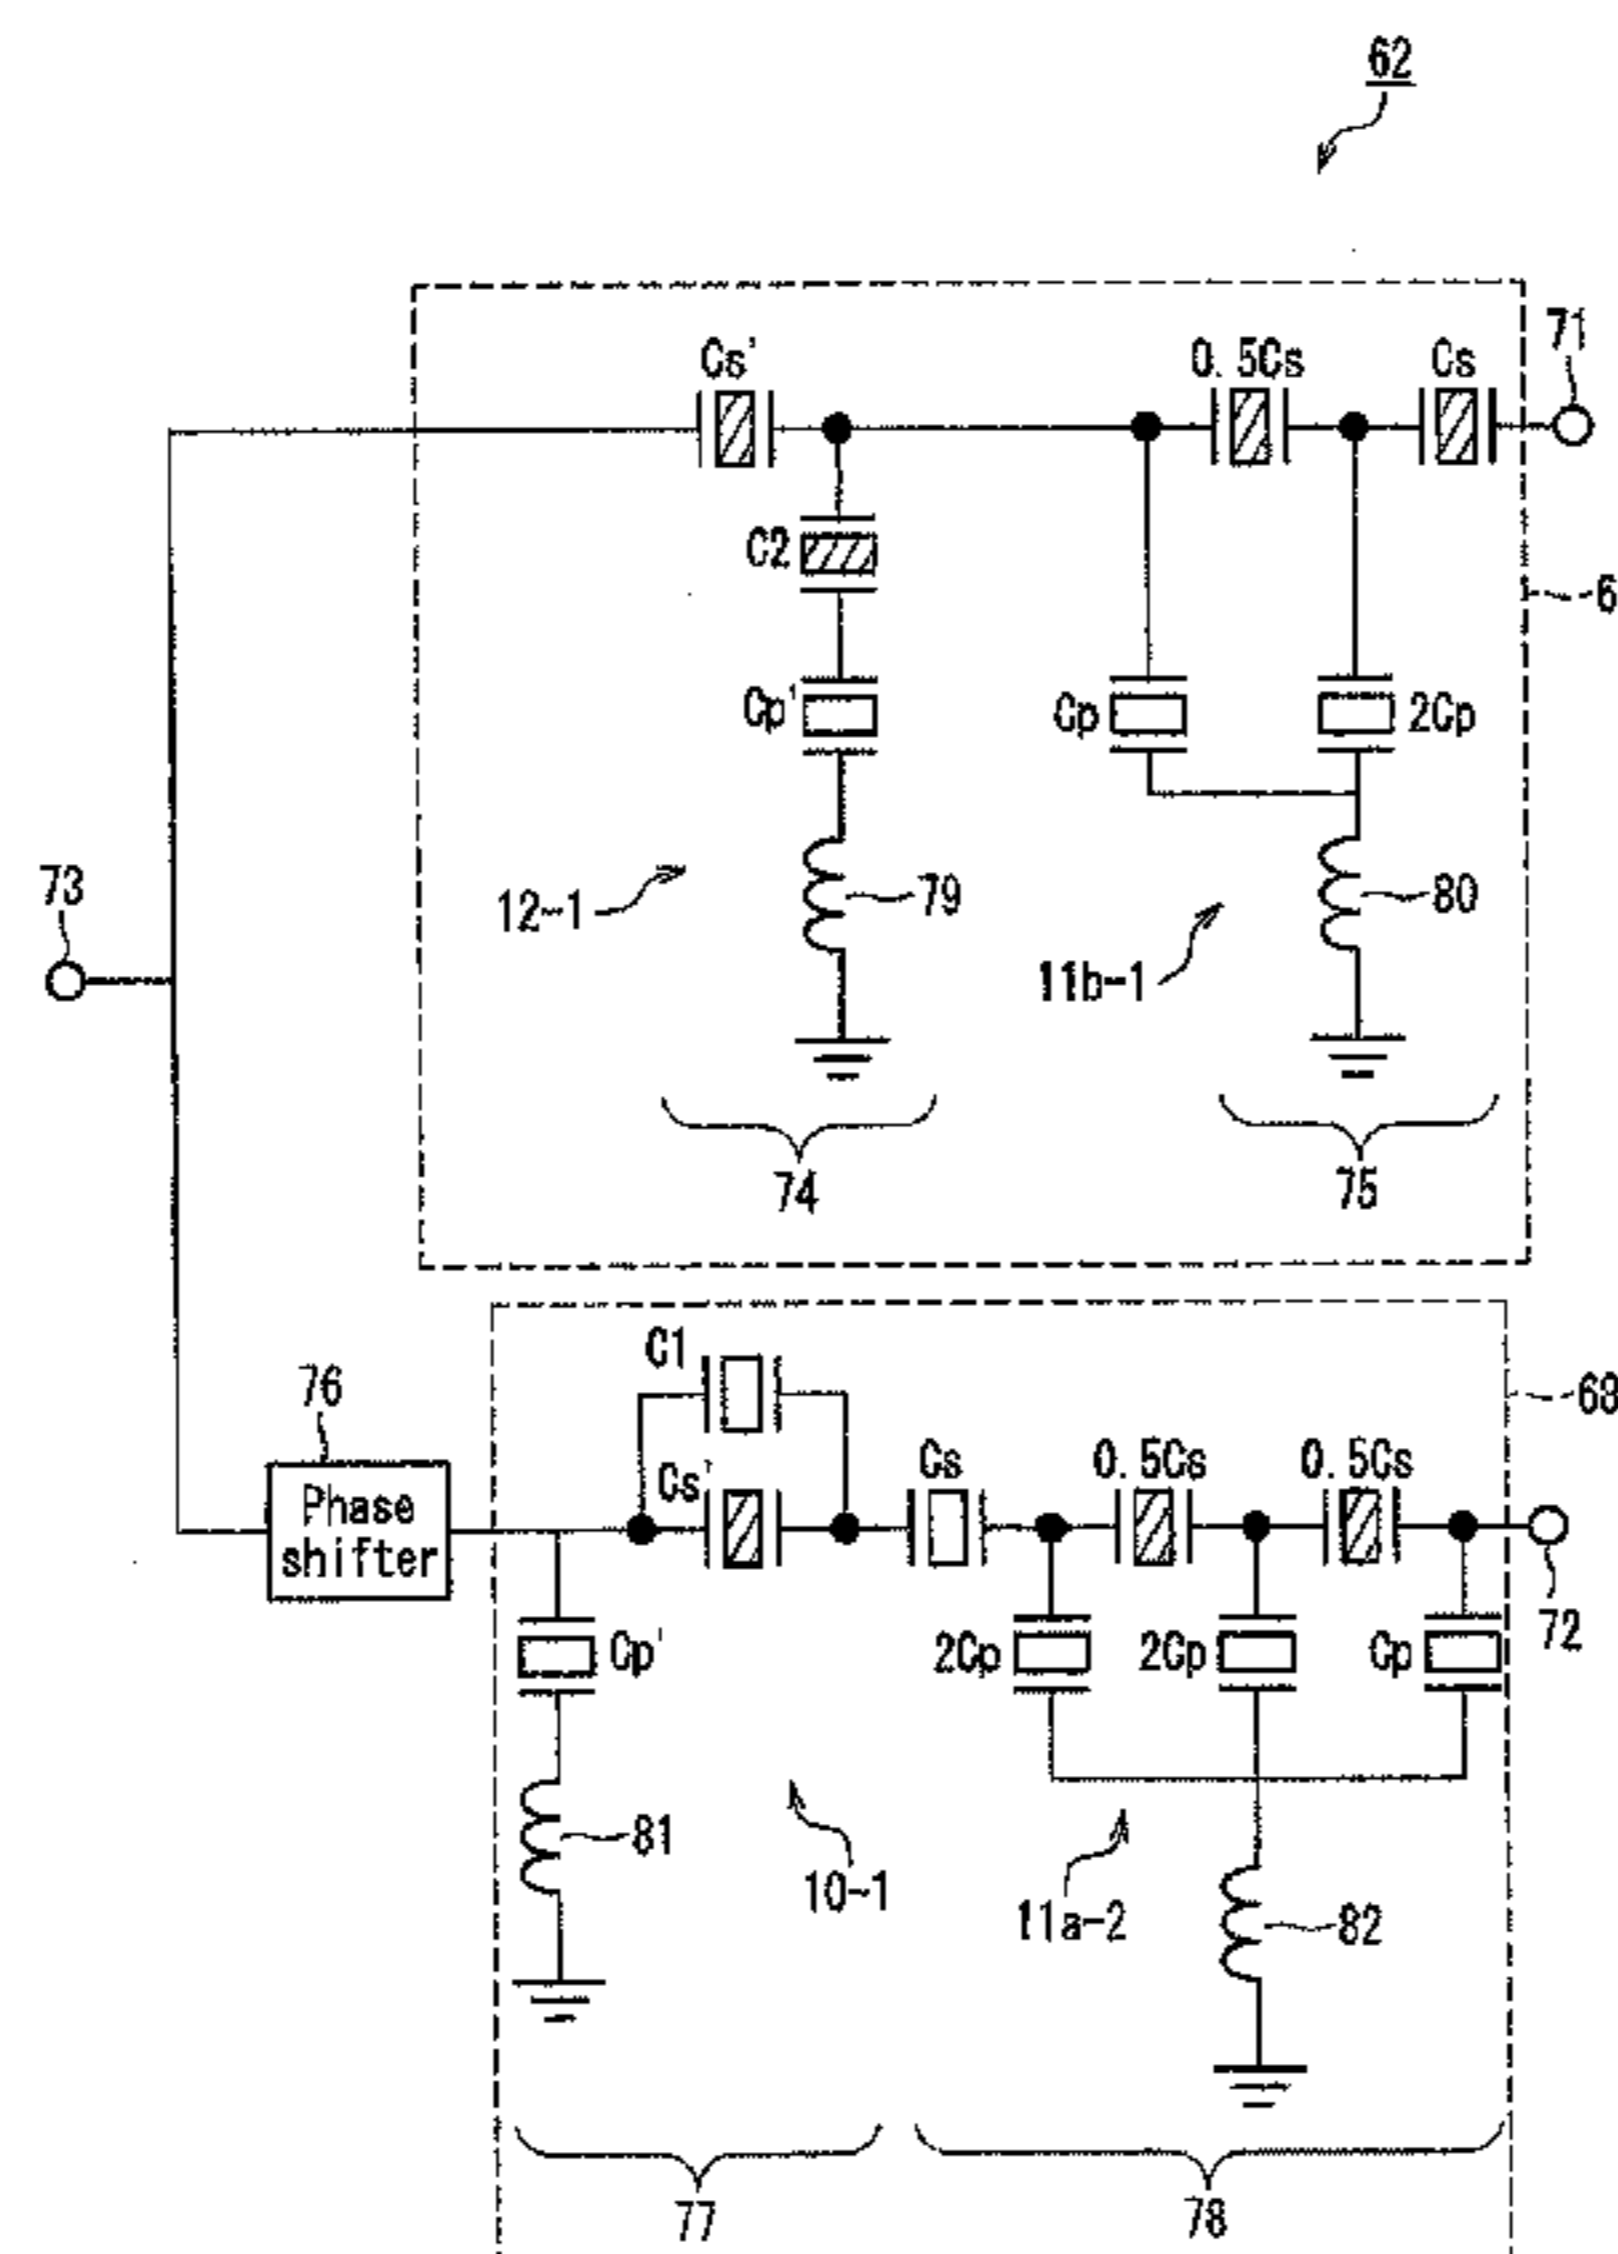 62
71
Cs' 0.5Cs Cs
C2
6
Cp' Cp 2Cp
73
12-1 79 80
11b-1
74 75
C1
76 68
Phase
shifter
Cs' Cs 0.5Cs 0.5Cs
Cp' 2Cp 2Cp Cp 72
81
10-1 11a-2 82
77 78